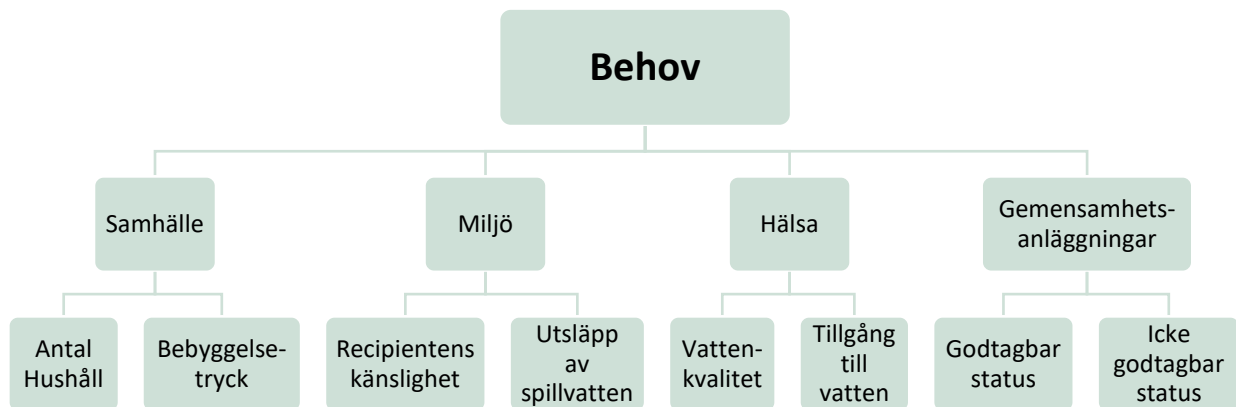 Behov
Samhälle
Miljö
Hälsa
Gemensamhets-
anläggningar
Antal
Hushåll
Bebyggelse-
tryck
Recipientens
känslighet
Utsläpp
av
spillvatten
Vatten-
kvalitet
Tillgång
till
vatten
Godtagbar
status
Icke
godtagbar
status